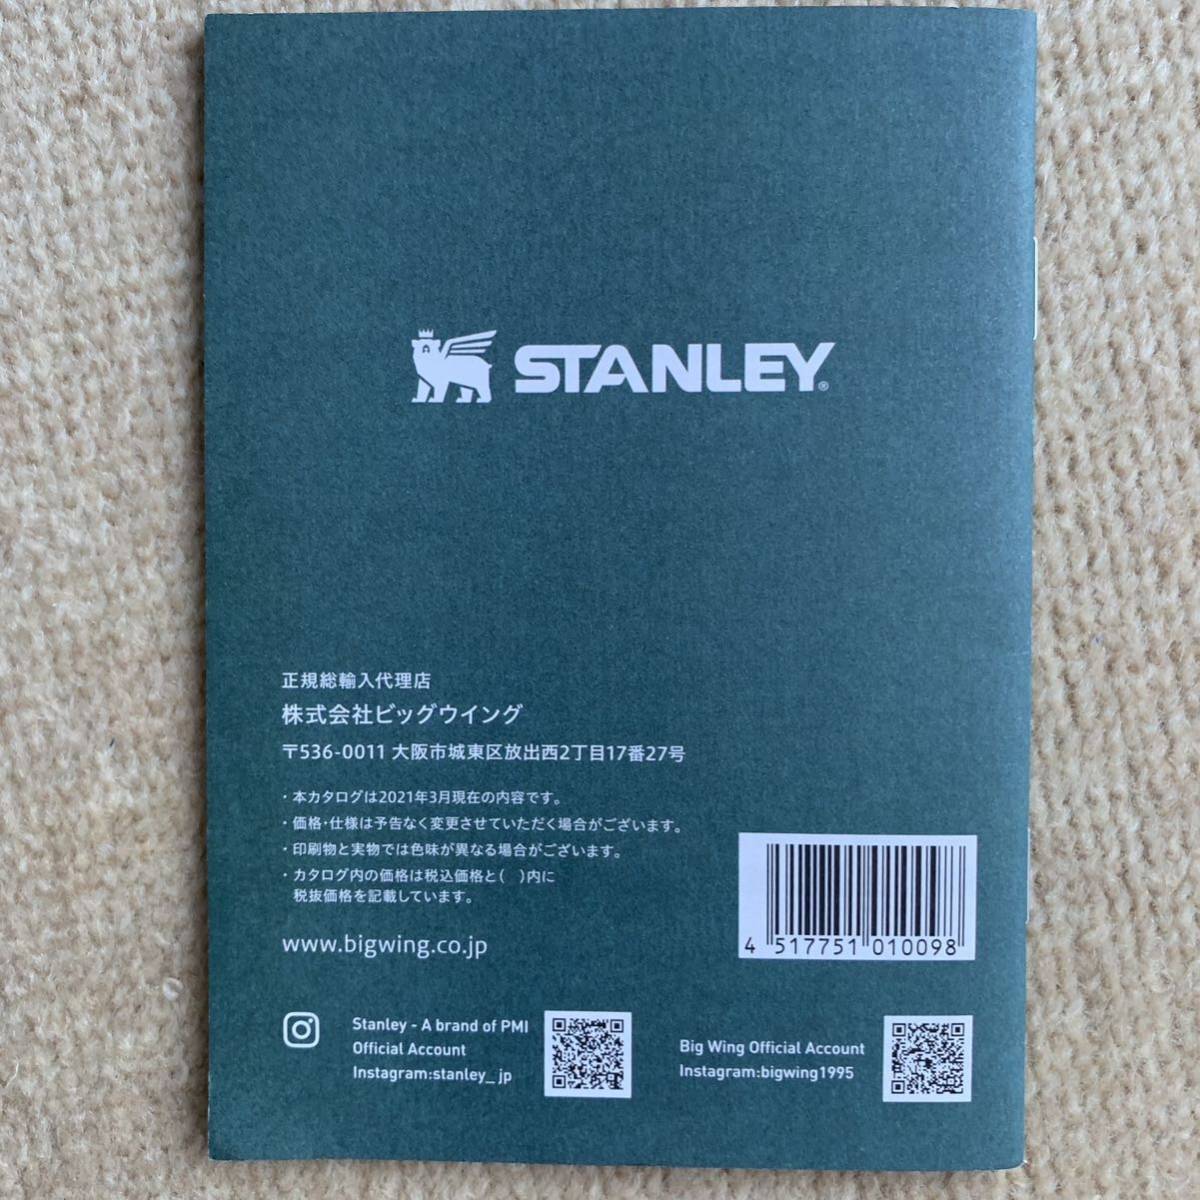 STANLEY®
正規総輸入代理店
株式会社ビッグウイング
〒536-0011 大阪市城東区放出西2丁目17番27号
・本カタログは2021年3月現在の内容です。
・価格・仕様は予告なく変更させていただく場合がございます。
・印刷物と実物では色味が異なる場合がございます。
・カタログ内の価格は税込価格と(　)内に
税抜価格を記載しています。
www.bigwing.co.jp
4 517751 010098
Stanley - A brand of PMI
Official Account
Instagram:stanley_jp
Big Wing Official Account
Instagram:bigwing1995